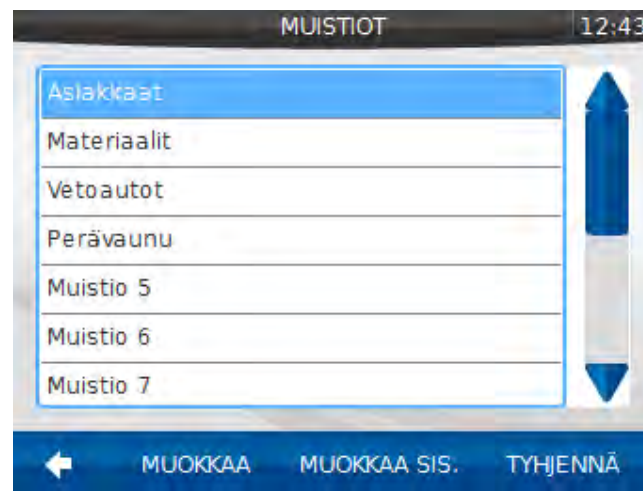 MUISTIOT 12:43
Asiakkaat
Materiaalit
Vetoautot
Perävaunu
Muistio 5
Muistio 6
Muistio 7
MUOKKAA MUOKKAA SIS. TYHJENNÄ